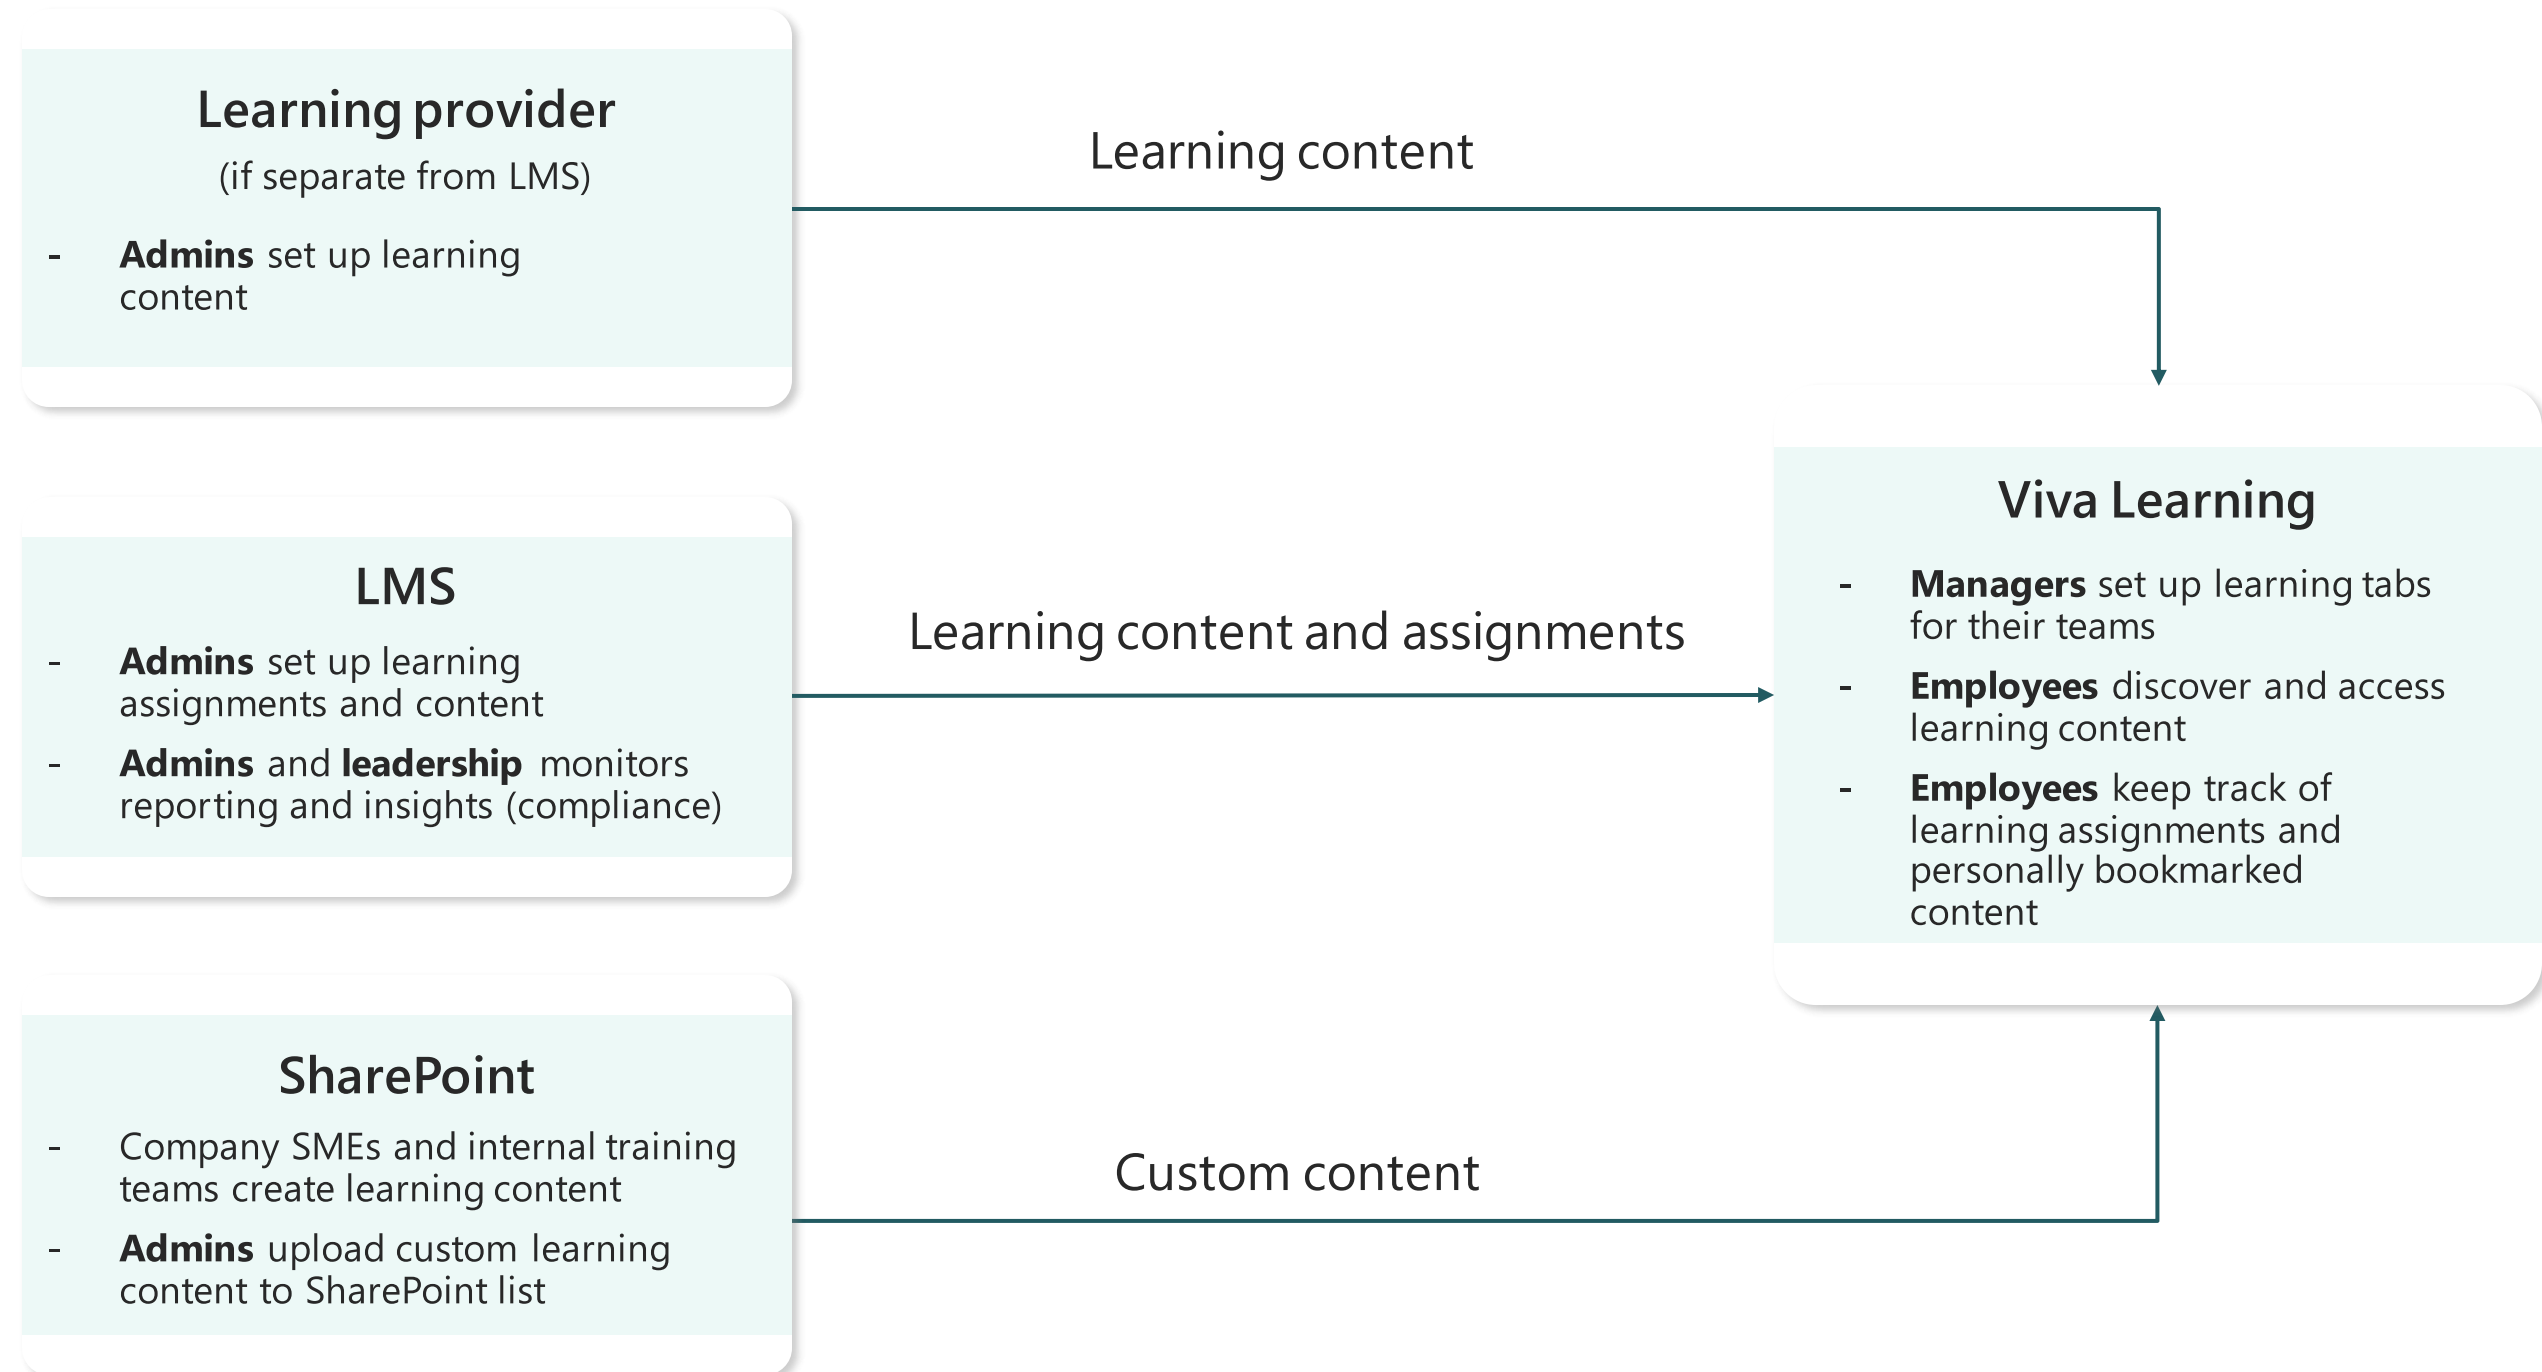 Learning provider
(if separate from LMS)
- Admins set up learning
content
Learning content
LMS
- Admins set up learning
assignments and content
- Admins and leadership monitors
reporting and insights (compliance)
Learning content and assignments
SharePoint
- Company SMEs and internal training
teams create learning content
- Admins upload custom learning
content to SharePoint list
Custom content
Viva Learning
- Managers set up learning tabs
for their teams
- Employees discover and access
learning content
- Employees keep track of
learning assignments and
personally bookmarked
content